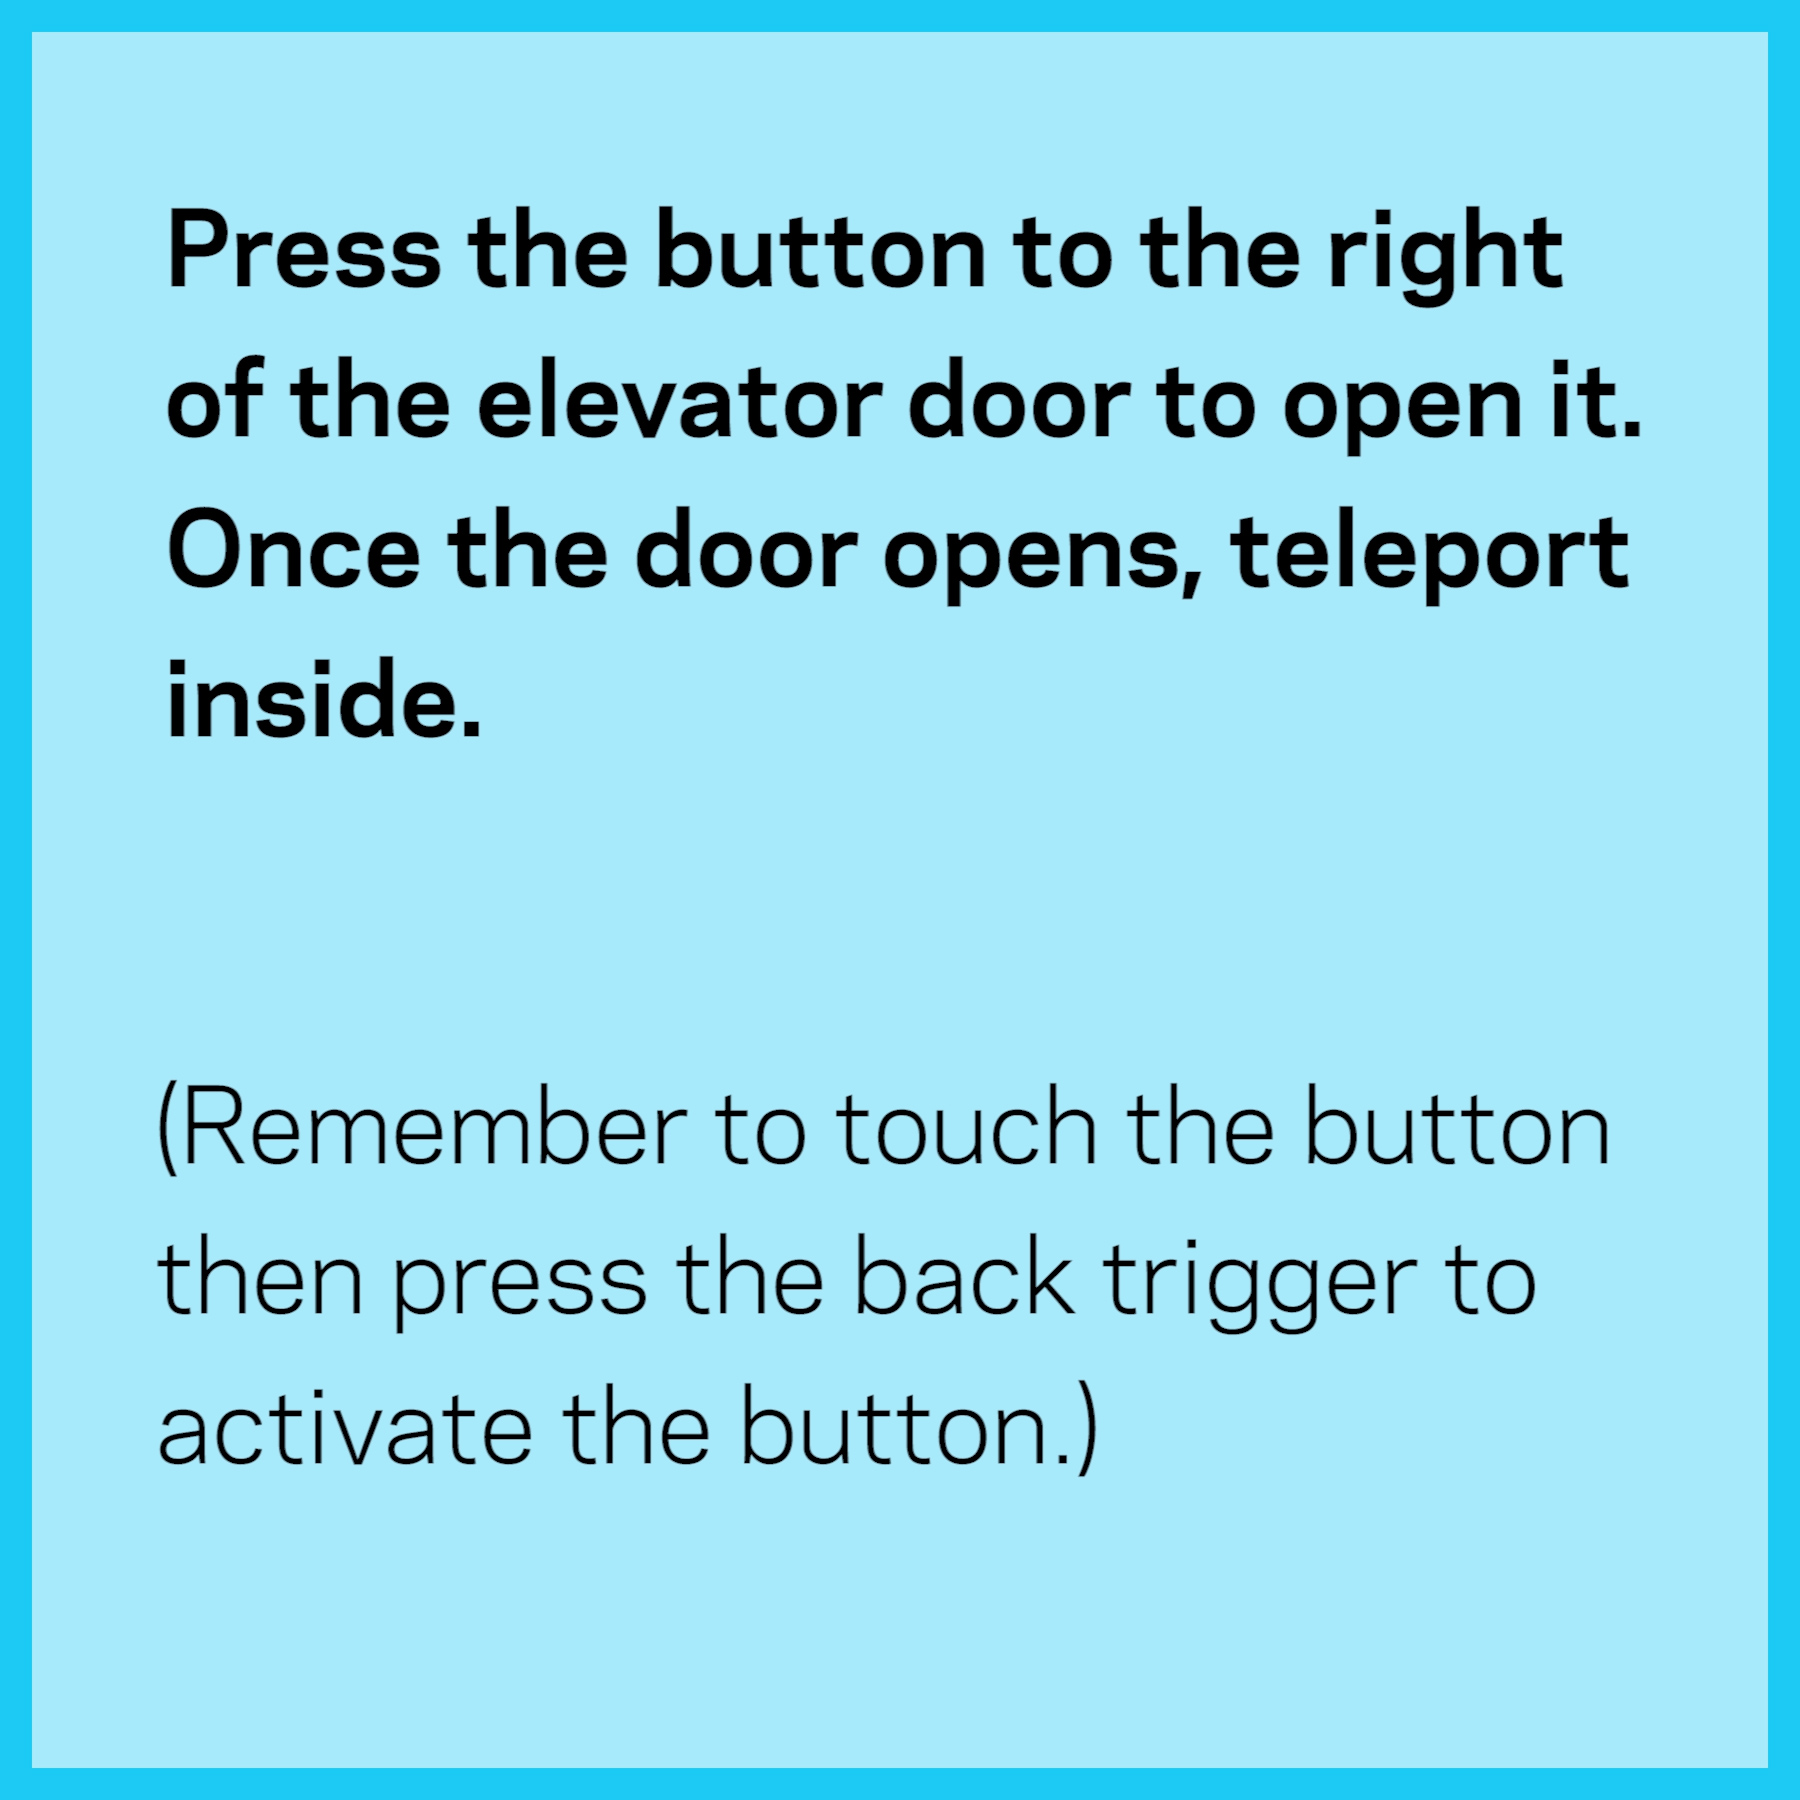 Press the button to the right
of the elevator door to open it.
Once the door opens, teleport
inside.
(Remember to touch the button
then press the back trigger to
activate the button.)